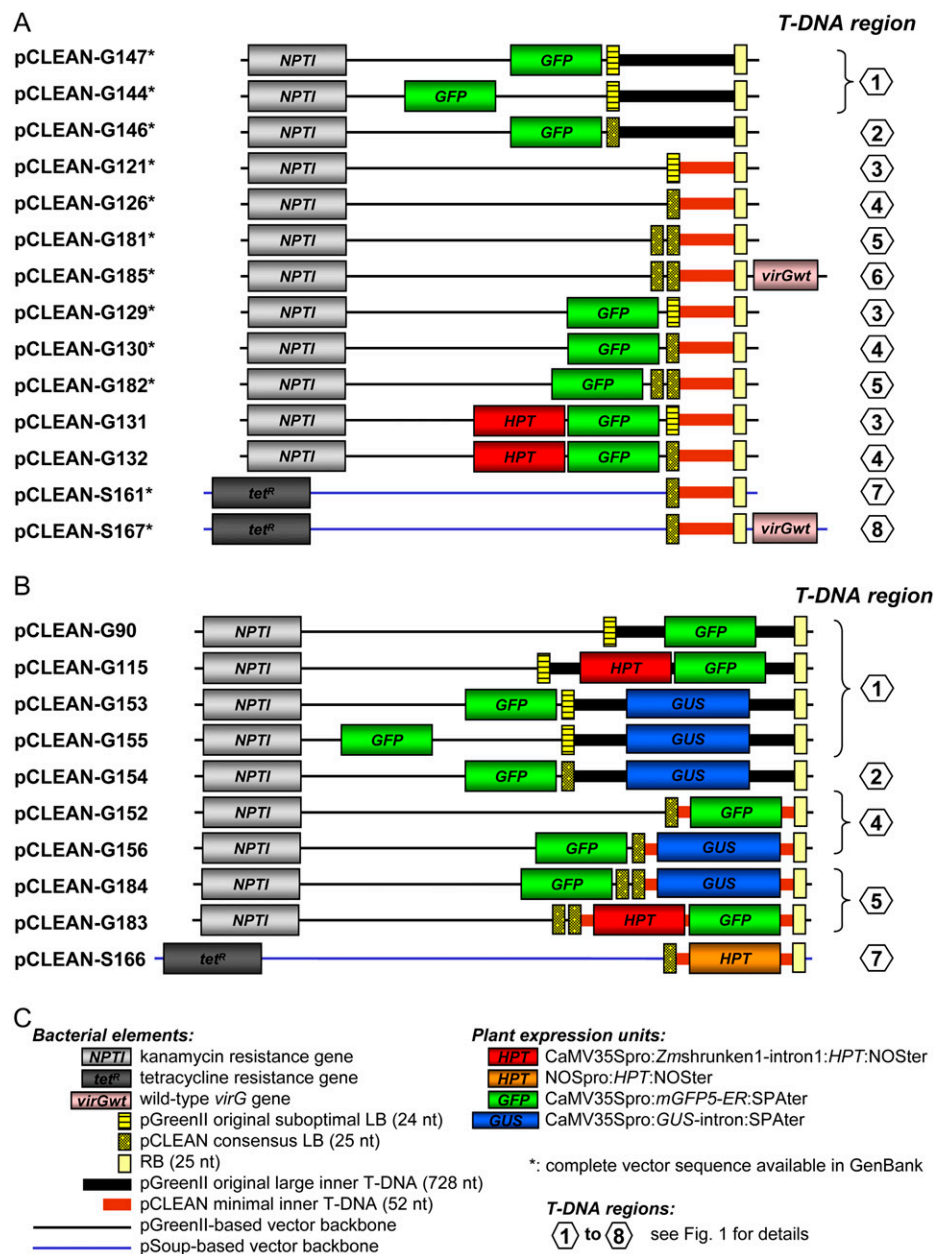 A
T-DNA region
pCLEAN-G147* NPTI GFP
pCLEAN-G144* NPTI GFP
1
pCLEAN-G146* NPTI GFP 2
pCLEAN-G121* NPTI 3
pCLEAN-G126* NPTI 4
pCLEAN-G181* NPTI 5
pCLEAN-G185* NPTI virGwt 6
pCLEAN-G129* NPTI GFP 3
pCLEAN-G130* NPTI GFP 4
pCLEAN-G182* NPTI GFP 5
pCLEAN-G131 NPTI HPT GFP 3
pCLEAN-G132 NPTI HPT GFP 4
pCLEAN-S161* tetR 7
pCLEAN-S167* tetR virGwt 8
B
T-DNA region
pCLEAN-G90 NPTI GFP
pCLEAN-G115 NPTI HPT GFP
1
pCLEAN-G153 NPTI GFP GUS
pCLEAN-G155 NPTI GFP GUS
pCLEAN-G154 NPTI GFP GUS 2
pCLEAN-G152 NPTI GFP
4
pCLEAN-G156 NPTI GFP GUS
pCLEAN-G184 NPTI GFP GUS
5
pCLEAN-G183 NPTI HPT GFP
pCLEAN-S166 tetR HPT 7
C
Bacterial elements:
NPTI kanamycin resistance gene
tetR tetracycline resistance gene
virGwt wild-type virG gene
pGreenII original suboptimal LB (24 nt)
pCLEAN consensus LB (25 nt)
RB (25 nt)
pGreenII original large inner T-DNA (728 nt)
pCLEAN minimal inner T-DNA (52 nt)
pGreenII-based vector backbone
pSoup-based vector backbone
Plant expression units:
HPT CaMV35Spro:Zmshrunken1-intron1:HPT:NOSter
HPT NOSpro:HPT:NOSter
GFP CaMV35Spro:mGFP5-ER:SPAter
GUS CaMV35Spro:GUS-intron:SPAter
*: complete vector sequence available in GenBank
T-DNA regions:
1 to 8 see Fig. 1 for details